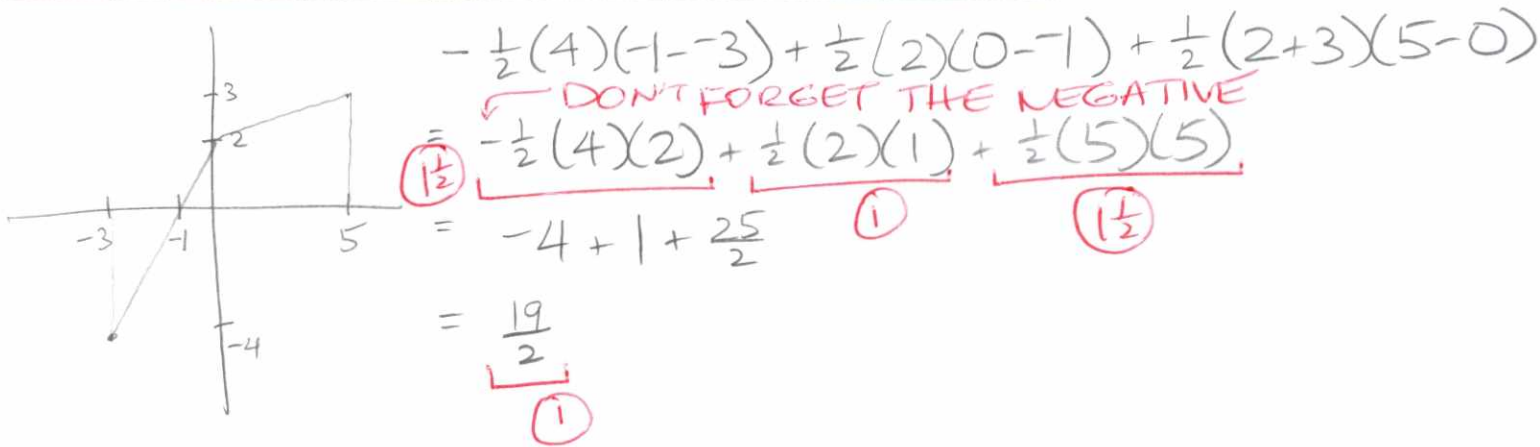 -½(4)(-1--3)+½(2)(0--1)+½(2+3)(5-0)
DON'T FORGET THE NEGATIVE
= -½(4)(2)+½(2)(1)+½(5)(5)
1½ 1 1½
= -4+1+25/2
= 19/2
1
3
2
-3 -1 5
-4